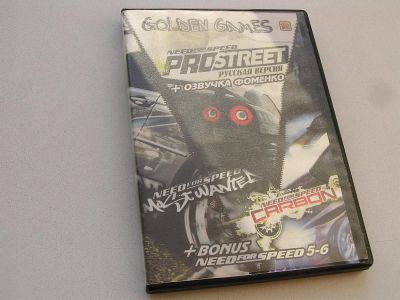 GOLDEN GAMES
NEED FOR SPEED
PROSTREET
РУССКАЯ ВЕРСИЯ
+ ОЗВУЧКА ФОМЕНКО
NEED FOR SPEED
MOST WANTED
NEED FOR SPEED
CARBON
+ BONUS
NEED FOR SPEED 5-6